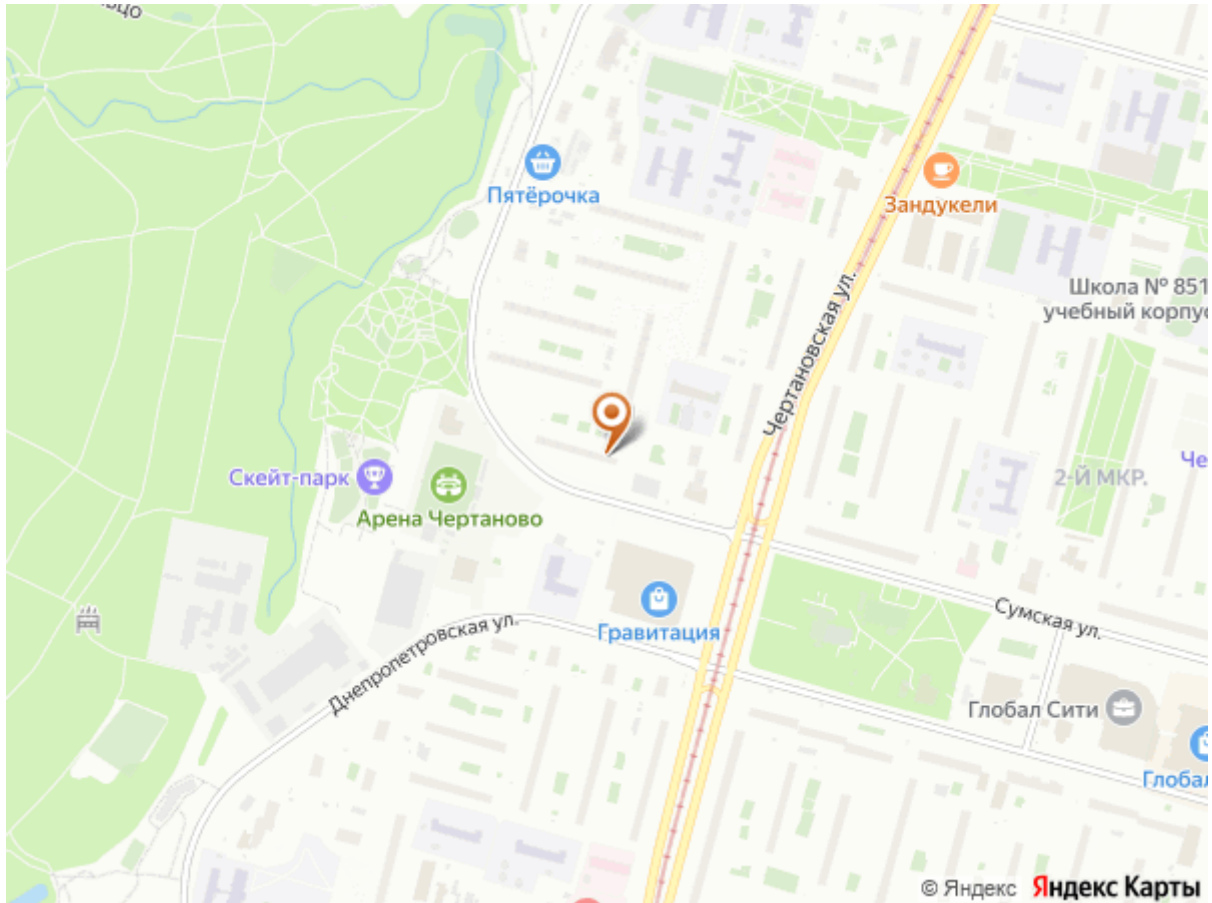 Пятёрочка
Зандукели
Школа № 851
учебный корпус
Чертановская ул.
Скейт-парк
2-Й МКР.
Арена Чертаново
Сумская ул.
Гравитация
Днепропетровская ул.
Глобал Сити
© Яндекс Яндекс Карты